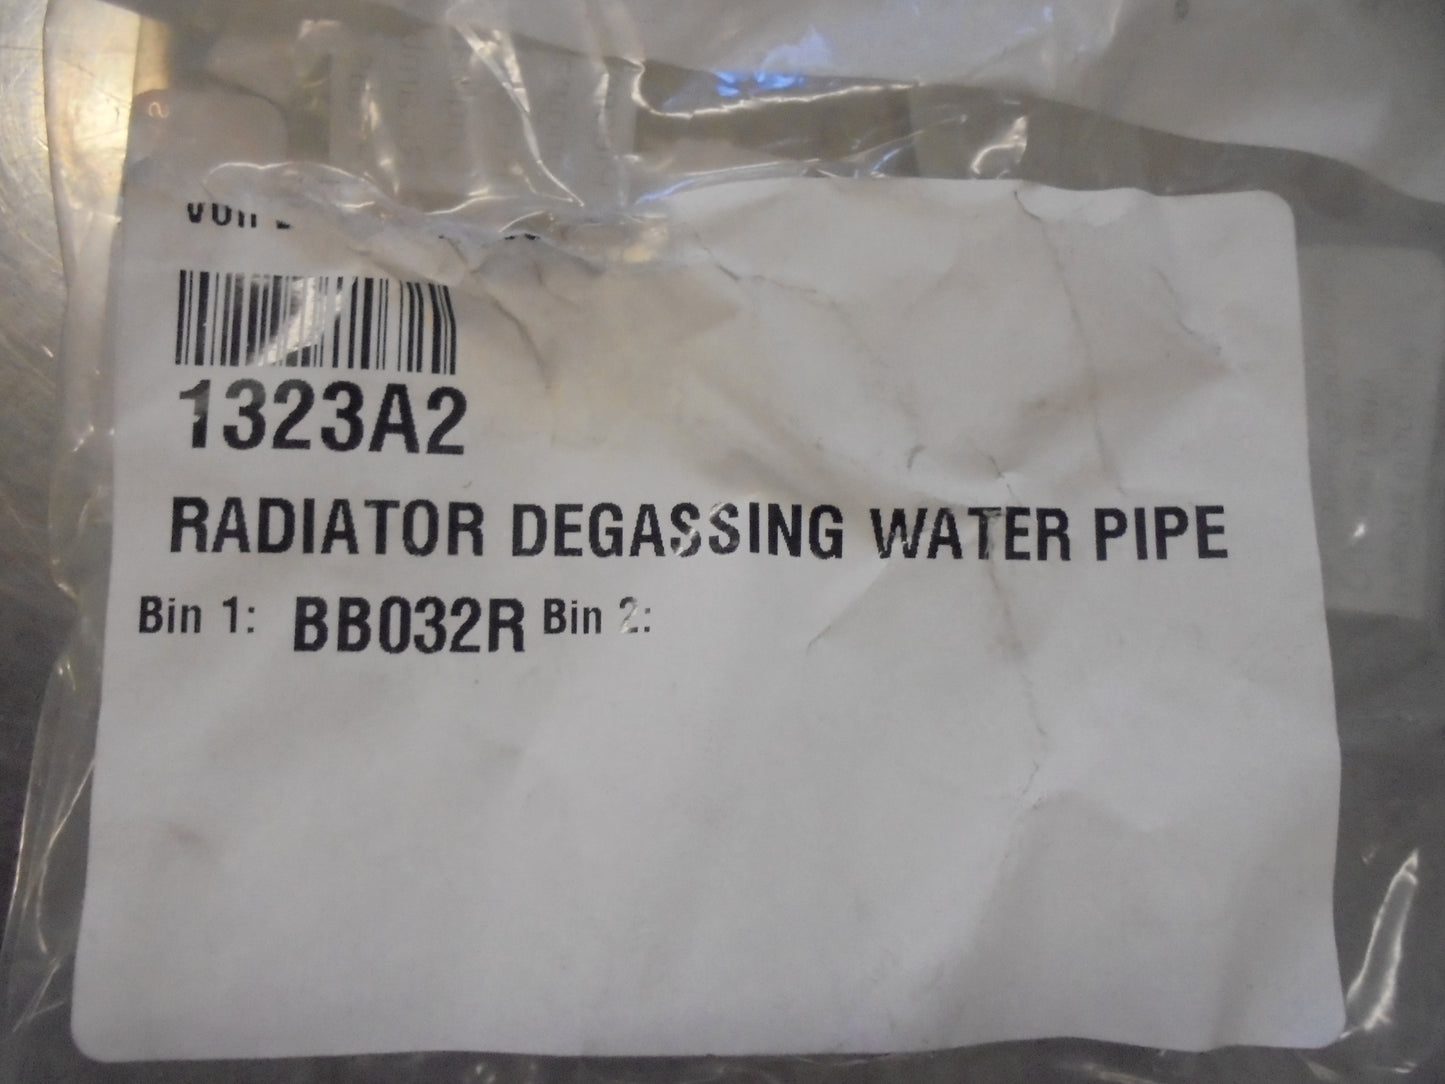 1323A2
RADIATOR DEGASSING WATER PIPE
Bin 1: BB032R Bin 2: